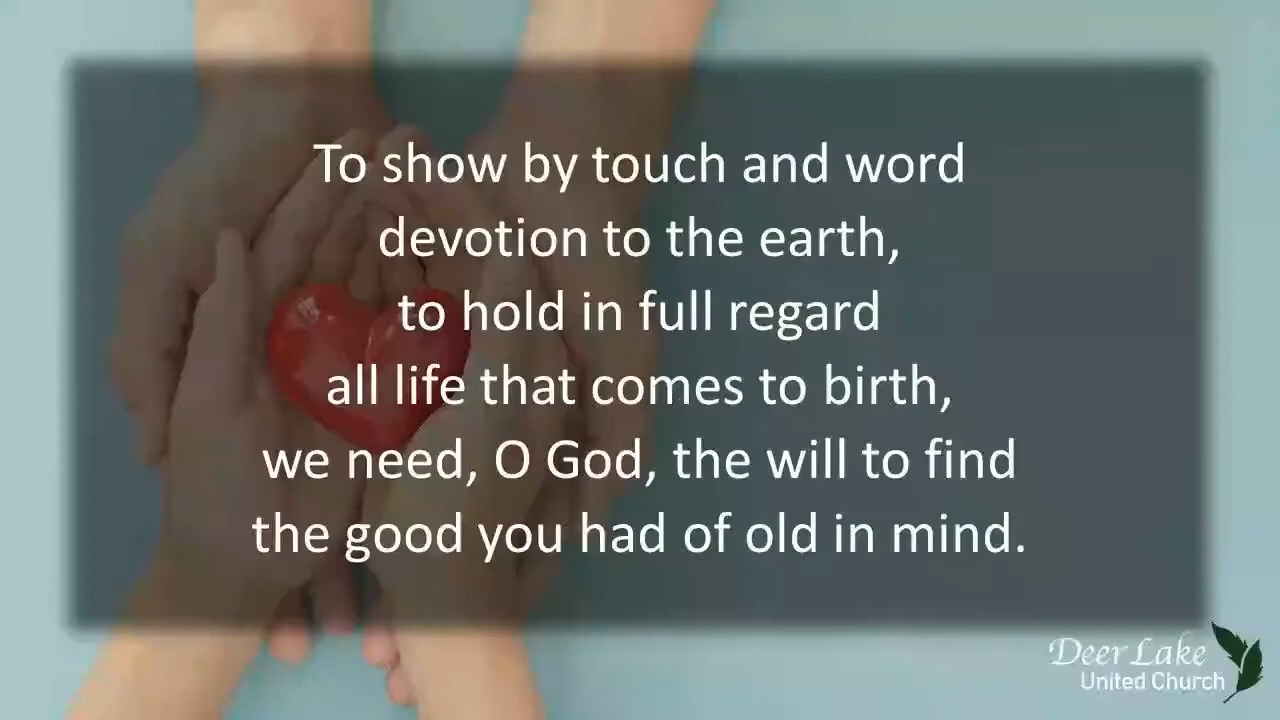 To show by touch and word
devotion to the earth,
to hold in full regard
all life that comes to birth,
we need, O God, the will to find
the good you had of old in mind.
Deer Lake
United Church